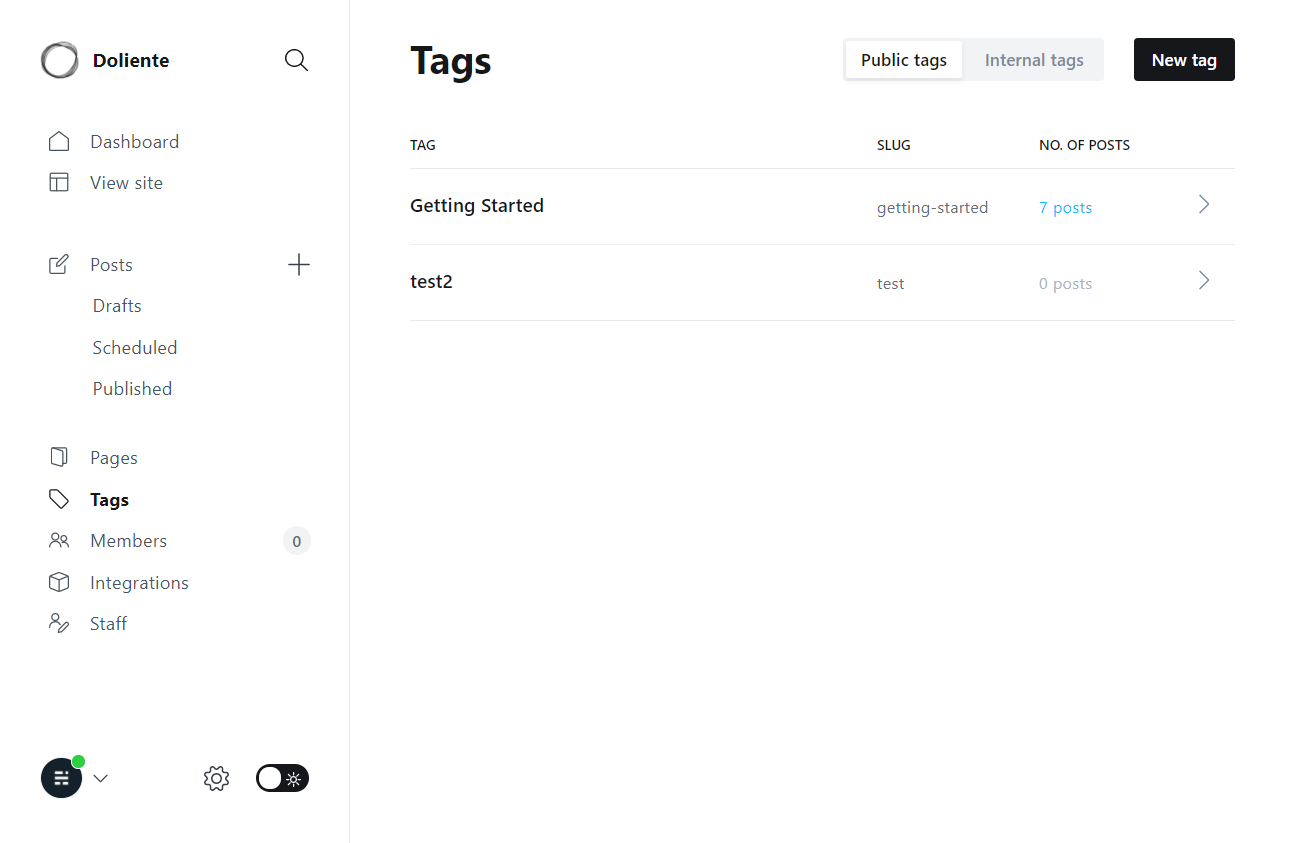 Doliente
Dashboard
View site
Posts
Drafts
Scheduled
Published
Pages
Tags
Members 0
Integrations
Staff
Tags
Public tags Internal tags New tag
TAG SLUG NO. OF POSTS
Getting Started getting-started 7 posts
test2 test 0 posts